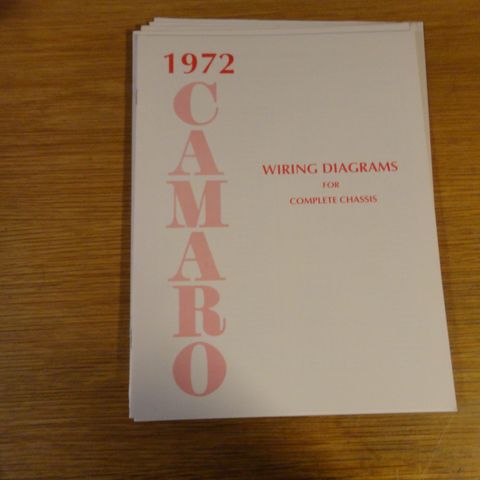 1972
CAMARO
WIRING DIAGRAMS
FOR
COMPLETE CHASSIS